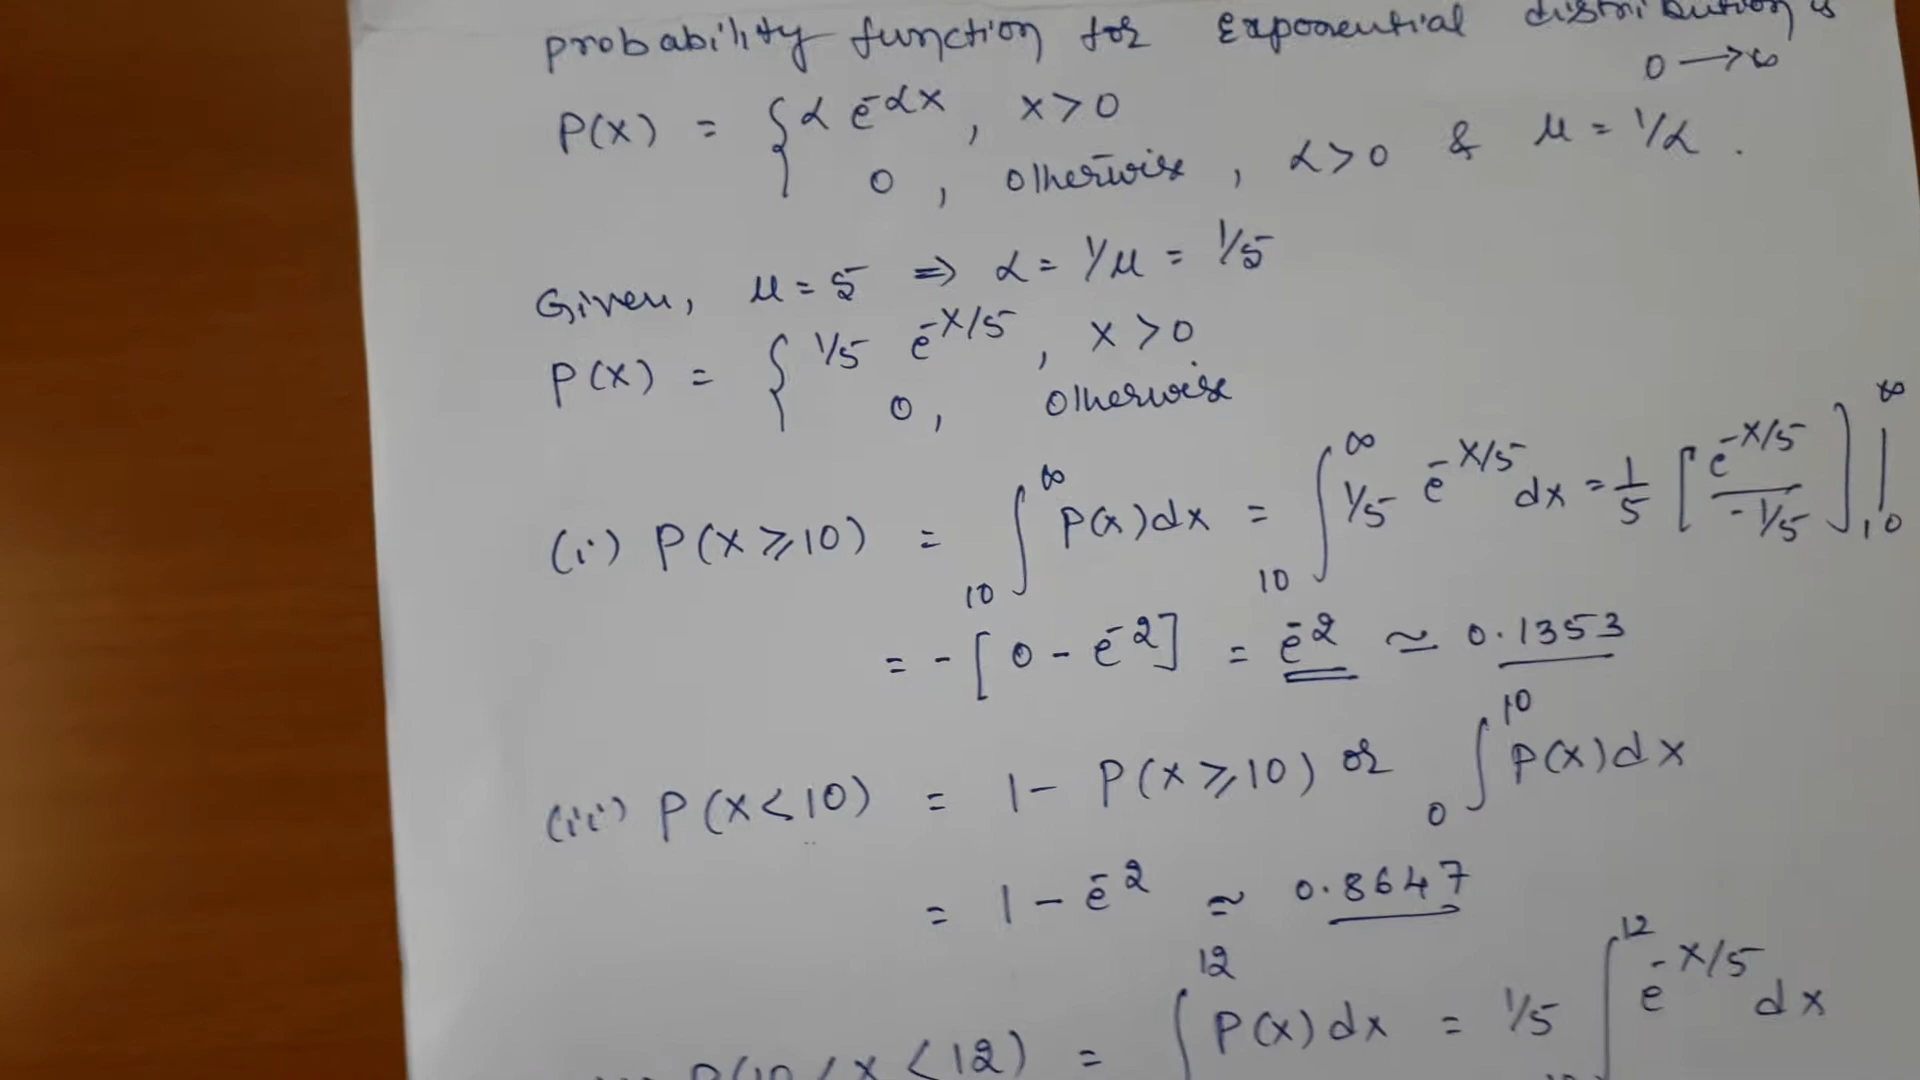 probability function for exponential distribution is
0 → ∞
P(x) = { α e^-αx , x > 0
0 , otherwise , α > 0 & μ = 1/α .
Given, μ = 5 ⇒ α = 1/μ = 1/5
P(x) = { 1/5 e^-x/5 , x > 0
0 , otherwise
(i) P(x ≥ 10) = ∫_10^∞ P(x) dx = ∫_10^∞ 1/5 e^-x/5 dx = 1/5 [ e^-x/5 / -1/5 ] |_10^∞
= - [ 0 - e^-2 ] = e^-2 ≃ 0.1353
(ii) P(x < 10) = 1 - P(x ≥ 10) or ∫_0^10 P(x) dx
= 1 - e^-2 ≃ 0.8647
P(10 < x < 12) = ∫^12 P(x) dx = 1/5 ∫^12 e^-x/5 dx